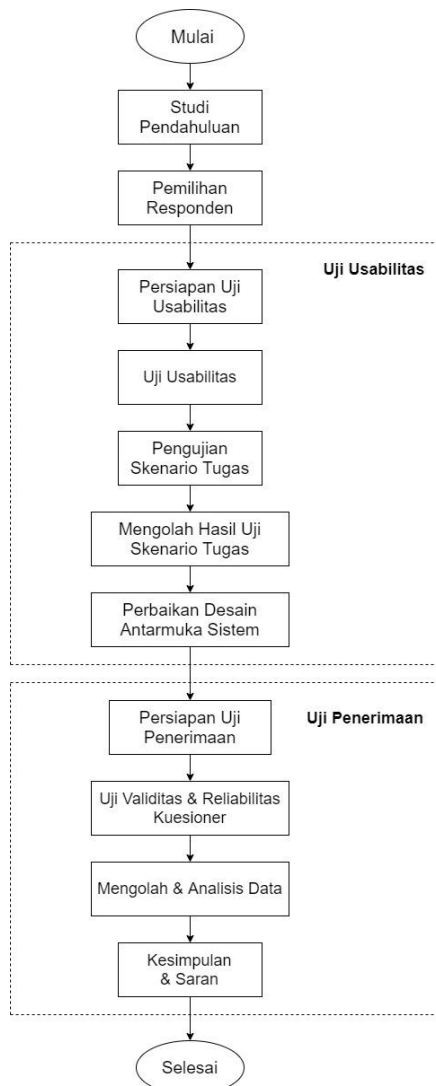 Mulai
Studi
Pendahuluan
Pemilihan
Responden
Uji Usabilitas
Persiapan Uji
Usabilitas
Uji Usabilitas
Pengujian
Skenario Tugas
Mengolah Hasil Uji
Skenario Tugas
Perbaikan Desain
Antarmuka Sistem
Uji Penerimaan
Persiapan Uji
Penerimaan
Uji Validitas & Reliabilitas
Kuesioner
Mengolah & Analisis Data
Kesimpulan
& Saran
Selesai